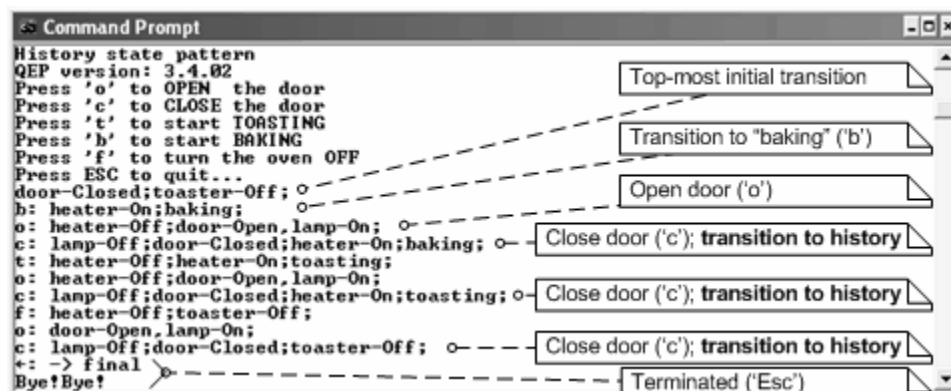 Command Prompt
History state pattern
QEP version: 3.4.02
Press 'o' to OPEN the door
Press 'c' to CLOSE the door
Press 't' to start TOASTING
Press 'b' to start BAKING
Press 'f' to turn the oven OFF
Press ESC to quit...
door-Closed;toaster-Off;
b: heater-On;baking;
o: heater-Off;door-Open,lamp-On;
c: lamp-Off;door-Closed;heater-On;baking;
t: heater-Off;heater-On;toasting;
o: heater-Off;door-Open,lamp-On;
c: lamp-Off;door-Closed;heater-On;toasting;
f: heater-Off;toaster-Off;
o: door-Open,lamp-On;
c: lamp-Off;door-Closed;toaster-Off;
←: -> final
Bye!Bye!
Top-most initial transition
Transition to “baking” (‘b’)
Open door (‘o’)
Close door (‘c’); transition to history
Close door (‘c’); transition to history
Close door (‘c’); transition to history
Terminated (‘Esc’)